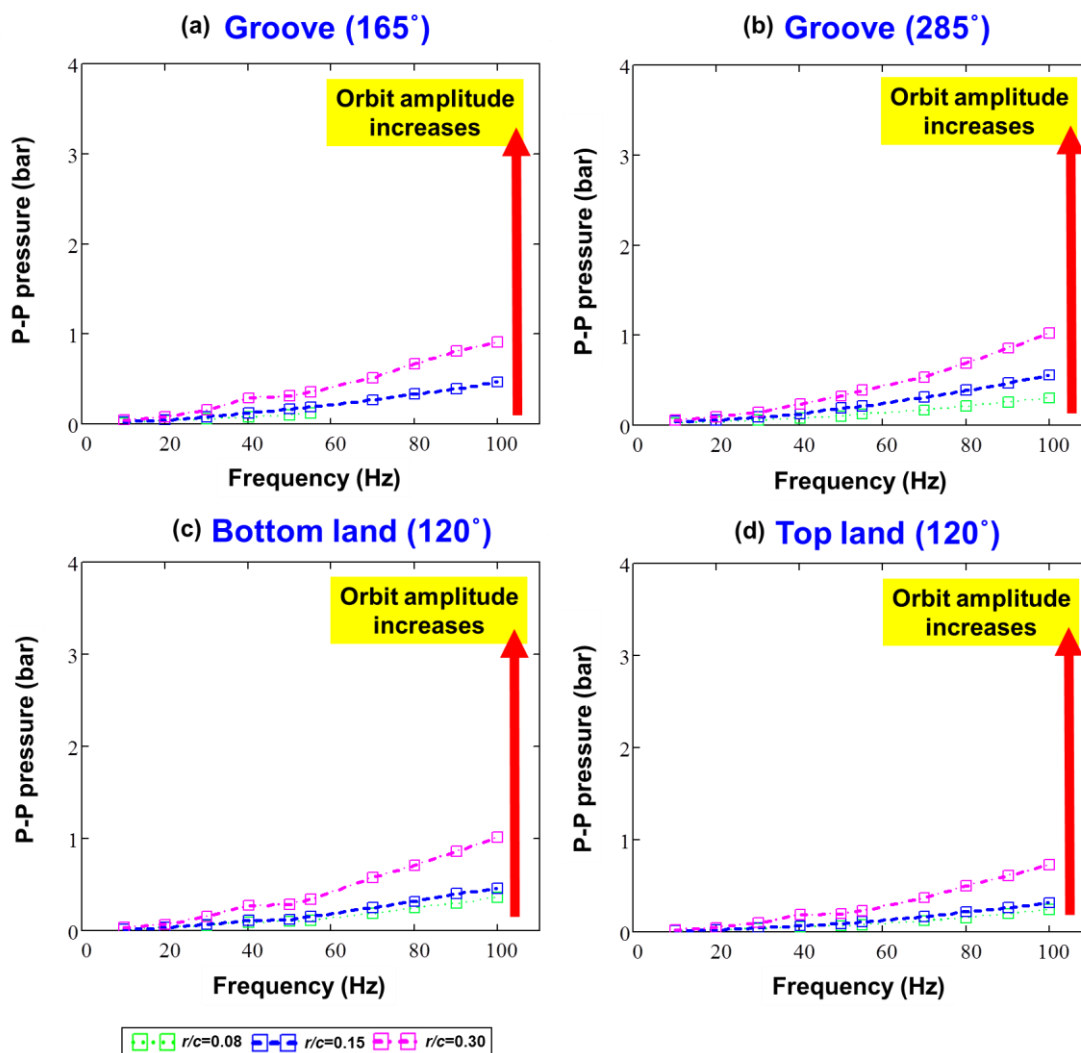 (a) Groove (165˚)
4
3
2
1
0
P-P pressure (bar)
Orbit amplitude
increases
0 20 40 60 80 100
Frequency (Hz)
(b) Groove (285˚)
4
3
2
1
0
P-P pressure (bar)
Orbit amplitude
increases
0 20 40 60 80 100
Frequency (Hz)
(c) Bottom land (120˚)
4
3
2
1
0
P-P pressure (bar)
Orbit amplitude
increases
0 20 40 60 80 100
Frequency (Hz)
(d) Top land (120˚)
4
3
2
1
0
P-P pressure (bar)
Orbit amplitude
increases
0 20 40 60 80 100
Frequency (Hz)
r/c=0.08 r/c=0.15 r/c=0.30